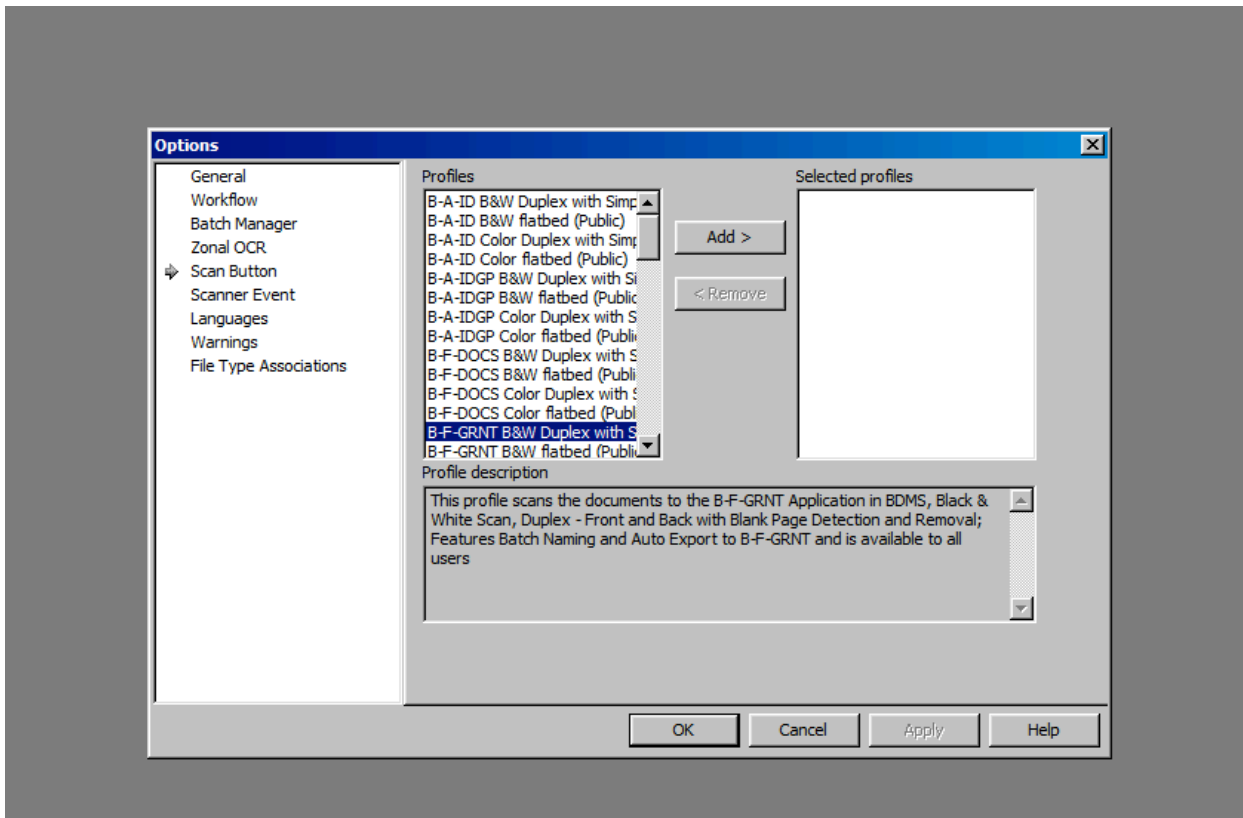 Options
General
Workflow
Batch Manager
Zonal OCR
Scan Button
Scanner Event
Languages
Warnings
File Type Associations
Profiles
B-A-ID B&W Duplex with Simp
B-A-ID B&W flatbed (Public)
B-A-ID Color Duplex with Simp
B-A-ID Color flatbed (Public)
B-A-IDGP B&W Duplex with Si
B-A-IDGP B&W flatbed (Public
B-A-IDGP Color Duplex with S
B-A-IDGP Color flatbed (Publi
B-F-DOCS B&W Duplex with S
B-F-DOCS B&W flatbed (Publi
B-F-DOCS Color Duplex with S
B-F-DOCS Color flatbed (Publ
B-F-GRNT B&W Duplex with S
B-F-GRNT B&W flatbed (Public
Add >
< Remove
Selected profiles
Profile description
This profile scans the documents to the B-F-GRNT Application in BDMS, Black &
White Scan, Duplex - Front and Back with Blank Page Detection and Removal;
Features Batch Naming and Auto Export to B-F-GRNT and is available to all
users
OK
Cancel
Apply
Help